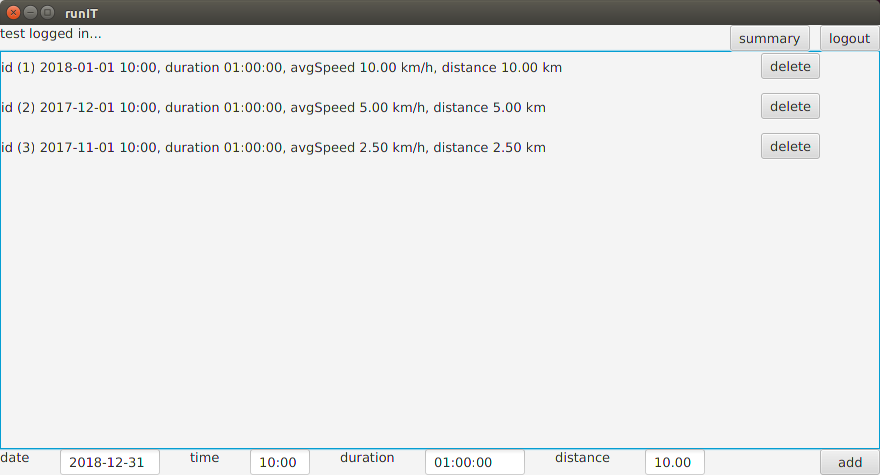 runIT
test logged in... summary logout
id (1) 2018-01-01 10:00, duration 01:00:00, avgSpeed 10.00 km/h, distance 10.00 km delete
id (2) 2017-12-01 10:00, duration 01:00:00, avgSpeed 5.00 km/h, distance 5.00 km delete
id (3) 2017-11-01 10:00, duration 01:00:00, avgSpeed 2.50 km/h, distance 2.50 km delete
date 2018-12-31 time 10:00 duration 01:00:00 distance 10.00 add